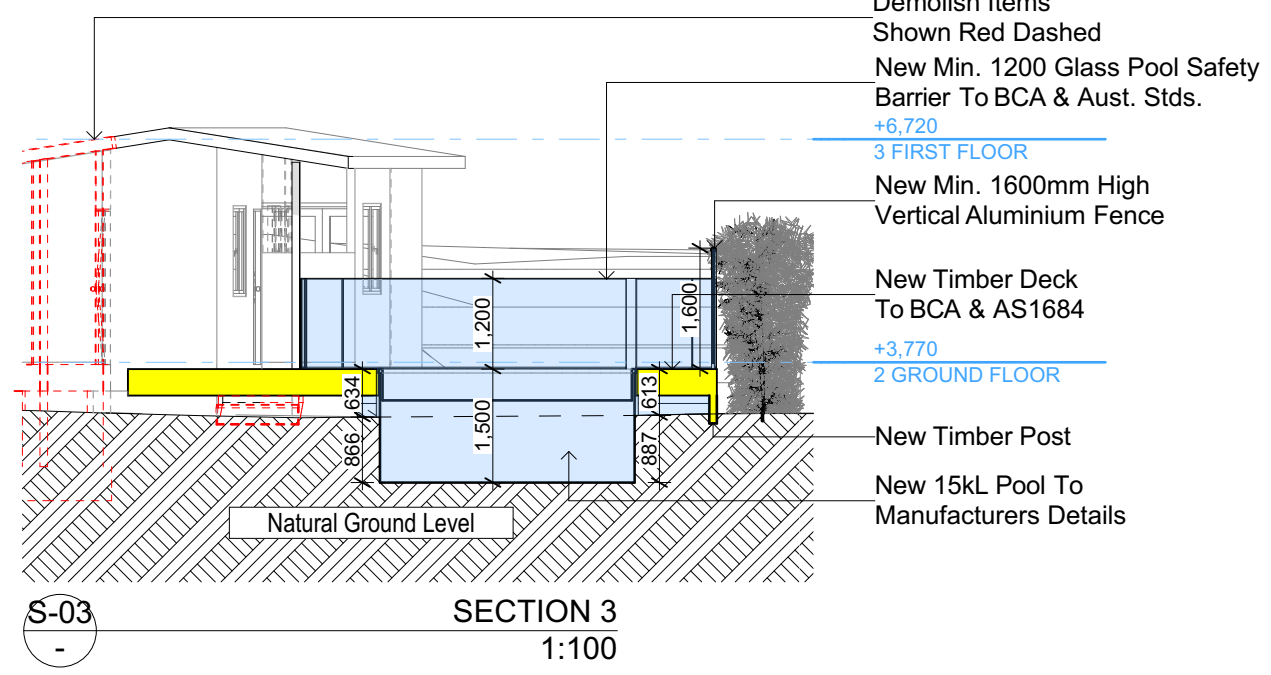 Demolish Items
Shown Red Dashed
New Min. 1200 Glass Pool Safety
Barrier To BCA & Aust. Stds.
+6,720
3 FIRST FLOOR
New Min. 1600mm High
Vertical Aluminium Fence
New Timber Deck
To BCA & AS1684
+3,770
2 GROUND FLOOR
New Timber Post
New 15kL Pool To
Manufacturers Details
1,200
1,600
634
1,500
613
866
887
Natural Ground Level
S-03
-
SECTION 3
1:100